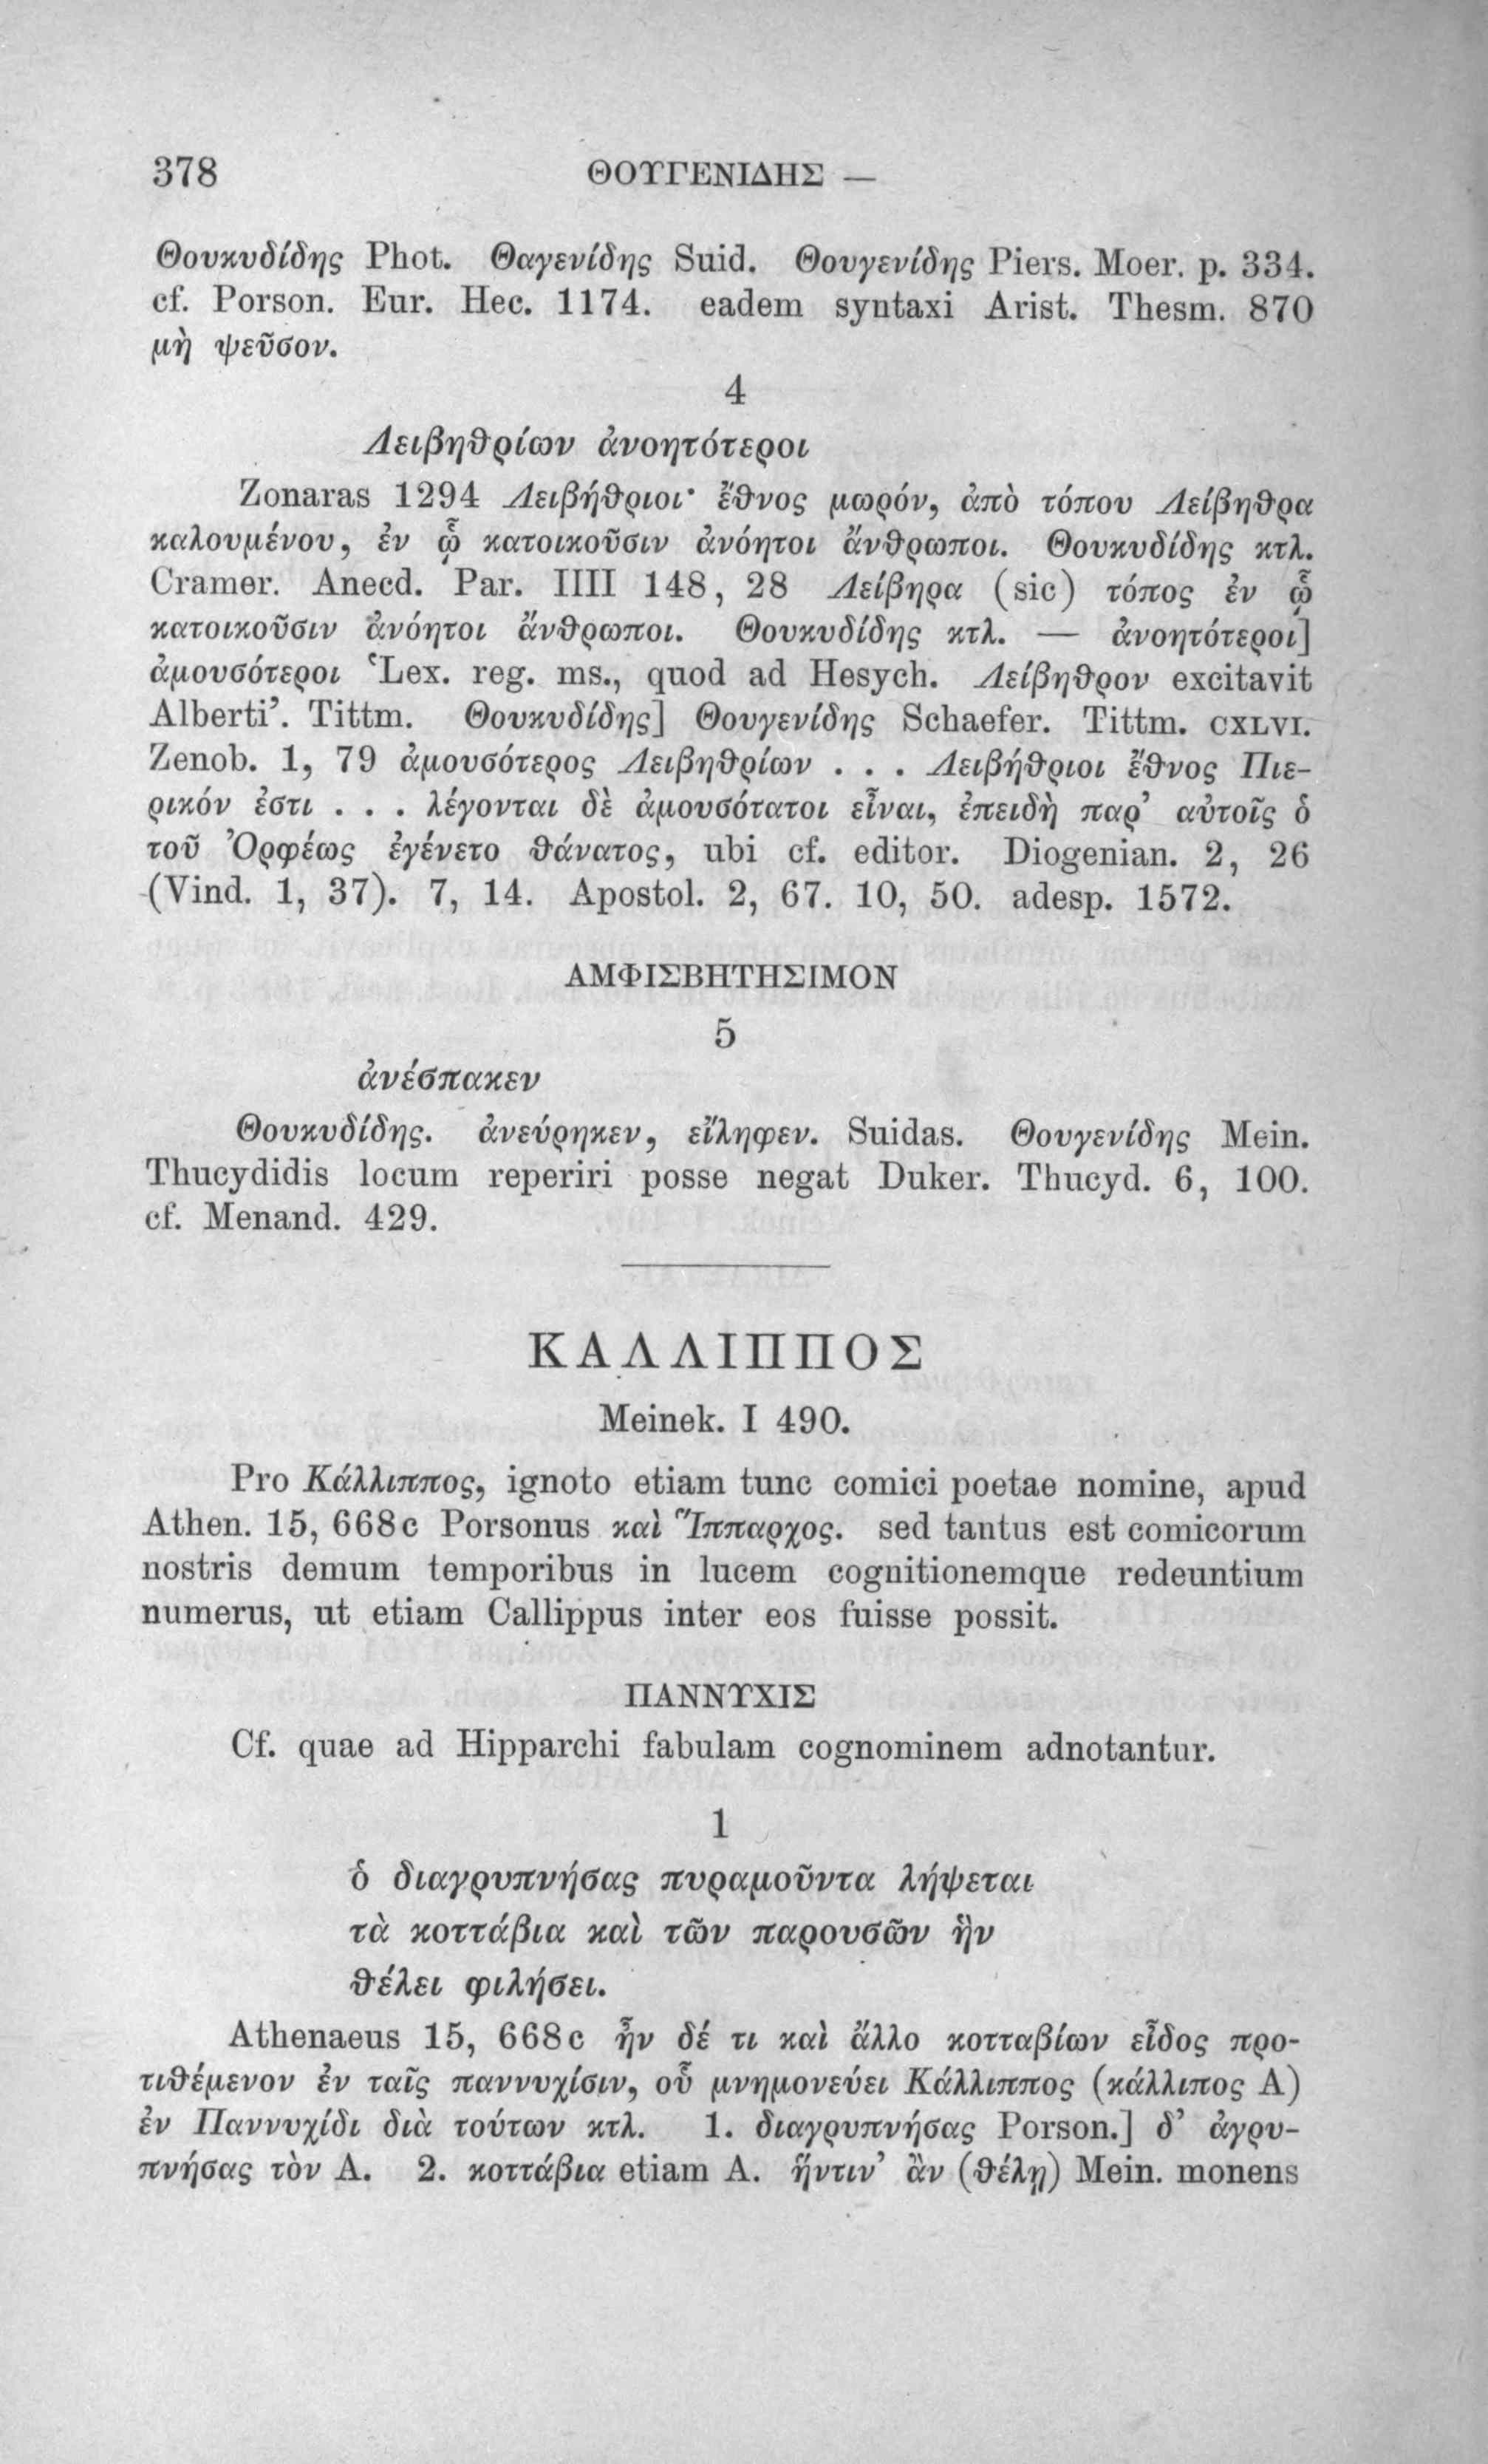 378 ΘΟΥΓΕΝΙΔΗΣ —
Θουκυδίδης Phot. Θαγενίδης Suid. Θουγενίδης Piers. Moer. p. 334.
cf. Porson. Eur. Hec. 1174. eadem syntaxi Arist. Thesm. 870
μὴ ψεῦσον.
4
Λειβηθρίων ἀνοητότεροι
Zonaras 1294 Λειβήθριοι· ἔθνος μωρόν, ἀπὸ τόπου Λείβηθρα
καλουμένου, ἐν ᾧ κατοικοῦσιν ἀνόητοι ἄνθρωποι. Θουκυδίδης κτλ.
Cramer. Anecd. Par. IIII 148, 28 Λείβηρα (sic) τόπος ἐν ᾧ
κατοικοῦσιν ἀνόητοι ἄνθρωποι. Θουκυδίδης κτλ. — ἀνοητότεροι]
ἀμουσότεροι ‘Lex. reg. ms., quod ad Hesych. Λείβηθρον excitavit
Alberti’. Tittm. Θουκυδίδης] Θουγενίδης Schaefer. Tittm. CXLVI.
Zenob. 1, 79 ἀμουσότερος Λειβηθρίων . . . Λειβήθριοι ἔθνος Πιε-
ρικόν ἐστι . . . λέγονται δὲ ἀμουσότατοι εἶναι, ἐπειδὴ παρ’ αὐτοῖς ὁ
τοῦ Ὀρφέως ἐγένετο θάνατος, ubi cf. editor. Diogenian. 2, 26
(Vind. 1, 37). 7, 14. Apostol. 2, 67. 10, 50. adesp. 1572.
ΑΜΦΙΣΒΗΤΗΣΙΜΟΝ
5
ἀνέσπακεν
Θουκυδίδης. ἀνεύρηκεν, εἴληφεν. Suidas. Θουγενίδης Mein.
Thucydidis locum reperiri posse negat Duker. Thucyd. 6, 100.
cf. Menand. 429.
ΚΑΛΛΙΠΠΟΣ
Meinek. I 490.
Pro Κάλλιππος, ignoto etiam tunc comici poetae nomine, apud
Athen. 15, 668c Porsonus καὶ Ἵππαρχος. sed tantus est comicorum
nostris demum temporibus in lucem cognitionemque redeuntium
numerus, ut etiam Callippus inter eos fuisse possit.
ΠΑΝΝΥΧΙΣ
Cf. quae ad Hipparchi fabulam cognominem adnotantur.
1
ὁ διαγρυπνήσας πυραμοῦντα λήψεται
τὰ κοττάβια καὶ τῶν παρουσῶν ἣν
θέλει φιλήσει.
Athenaeus 15, 668c ἦν δέ τι καὶ ἄλλο κοτταβίων εἶδος προ-
τιθέμενον ἐν ταῖς παννυχίσιν, οὗ μνημονεύει Κάλλιππος (κάλλιπος A)
ἐν Παννυχίδι διὰ τούτων κτλ. 1. διαγρυπνήσας Porson.] δ’ ἀγρυ-
πνήσας τὸν A. 2. κοττάβια etiam A. ἥντιν’ ἂν (θέλῃ) Mein. monens